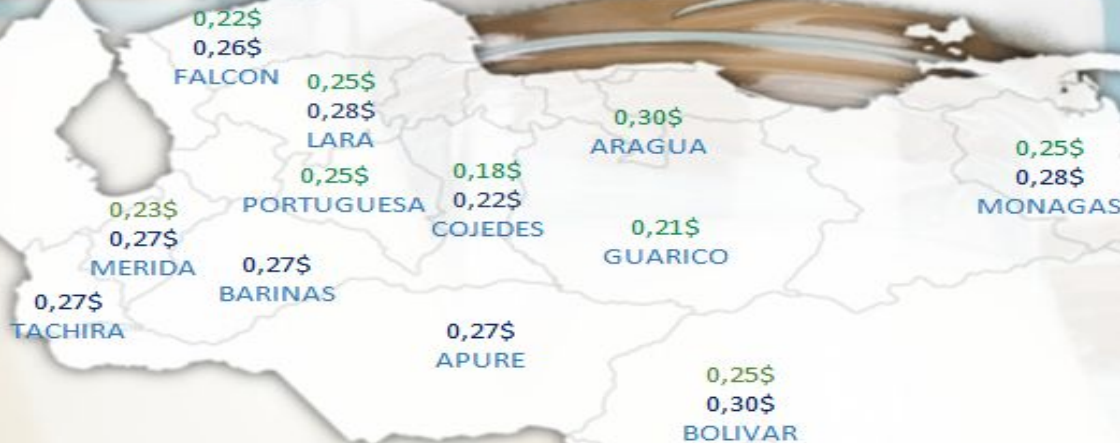 0,22$
0,26$
FALCON
0,25$
0,28$
LARA
0,30$
ARAGUA
0,25$
0,28$
MONAGAS
0,25$
PORTUGUESA
0,18$
0,22$
COJEDES
0,23$
0,27$
MERIDA
0,21$
GUARICO
0,27$
BARINAS
0,27$
TACHIRA
0,27$
APURE
0,25$
0,30$
BOLIVAR